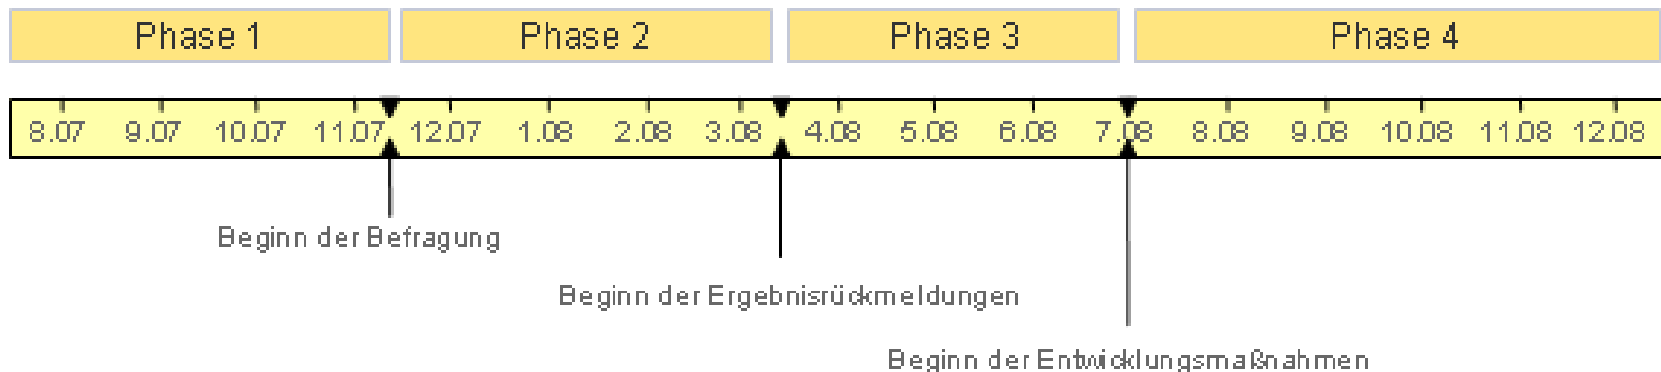 Phase 1 Phase 2 Phase 3 Phase 4
8.07 9.07 10.07 11.07 12.07 1.08 2.08 3.08 4.08 5.08 6.08 7.08 8.08 9.08 10.08 11.08 12.08
Beginn der Befragung
Beginn der Ergebnisrückmeldungen
Beginn der Entwicklungsmaßnahmen